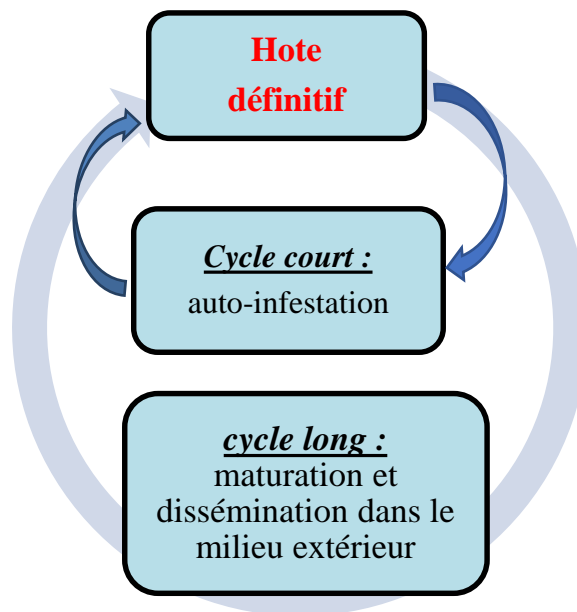 Hote
définitif
Cycle court :
auto-infestation
cycle long :
maturation et
dissémination dans le
milieu extérieur